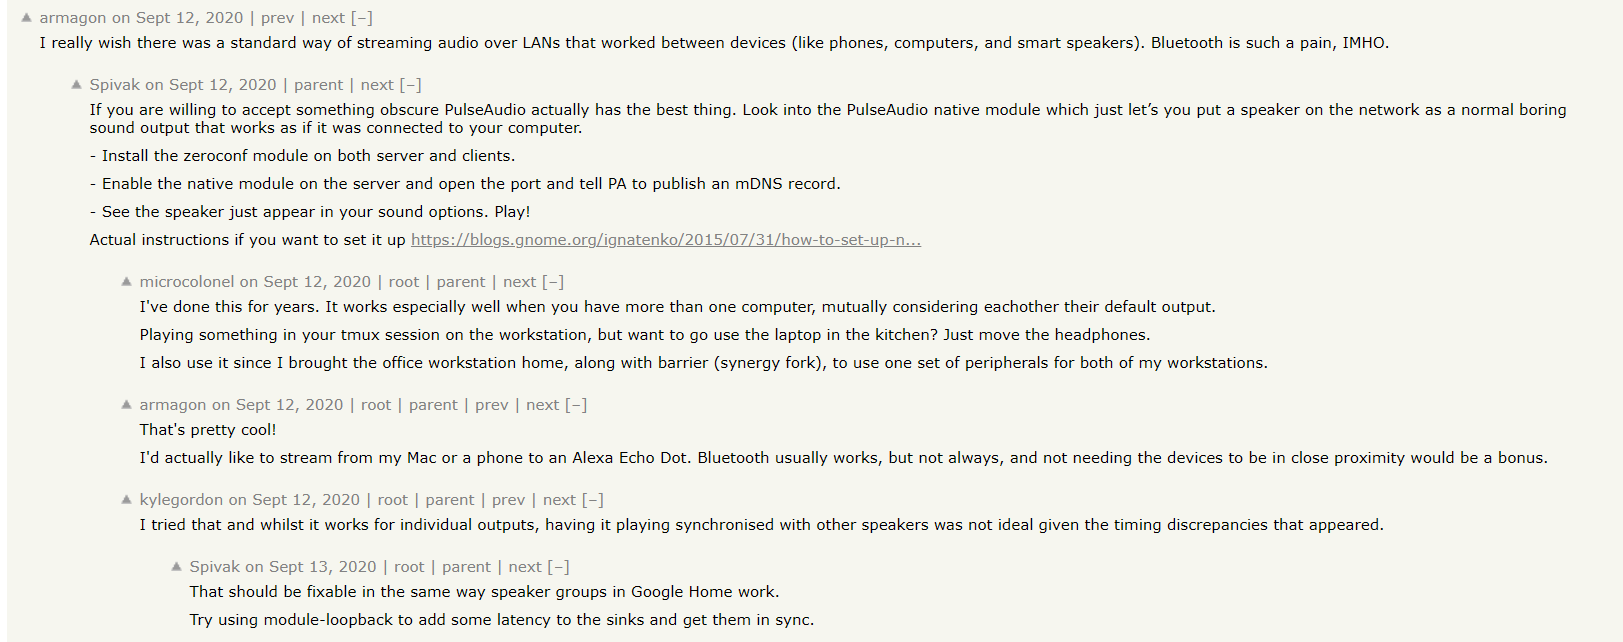 ▲ armagon on Sept 12, 2020 | prev | next [–]
I really wish there was a standard way of streaming audio over LANs that worked between devices (like phones, computers, and smart speakers). Bluetooth is such a pain, IMHO.
▲ Spivak on Sept 12, 2020 | parent | next [–]
If you are willing to accept something obscure PulseAudio actually has the best thing. Look into the PulseAudio native module which just let’s you put a speaker on the network as a normal boring
sound output that works as if it was connected to your computer.
- Install the zeroconf module on both server and clients.
- Enable the native module on the server and open the port and tell PA to publish an mDNS record.
- See the speaker just appear in your sound options. Play!
Actual instructions if you want to set it up https://blogs.gnome.org/ignatenko/2015/07/31/how-to-set-up-n...
▲ microcolonel on Sept 12, 2020 | root | parent | next [–]
I've done this for years. It works especially well when you have more than one computer, mutually considering eachother their default output.
Playing something in your tmux session on the workstation, but want to go use the laptop in the kitchen? Just move the headphones.
I also use it since I brought the office workstation home, along with barrier (synergy fork), to use one set of peripherals for both of my workstations.
▲ armagon on Sept 12, 2020 | root | parent | prev | next [–]
That's pretty cool!
I'd actually like to stream from my Mac or a phone to an Alexa Echo Dot. Bluetooth usually works, but not always, and not needing the devices to be in close proximity would be a bonus.
▲ kylegordon on Sept 12, 2020 | root | parent | prev | next [–]
I tried that and whilst it works for individual outputs, having it playing synchronised with other speakers was not ideal given the timing discrepancies that appeared.
▲ Spivak on Sept 13, 2020 | root | parent | next [–]
That should be fixable in the same way speaker groups in Google Home work.
Try using module-loopback to add some latency to the sinks and get them in sync.